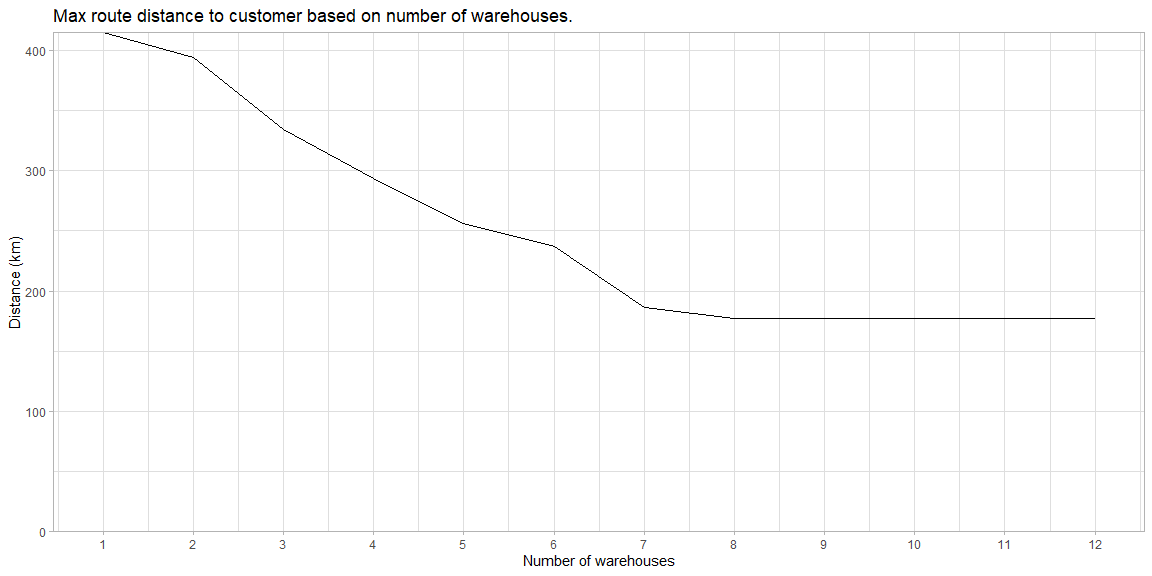 Max route distance to customer based on number of warehouses.
400
300
200
100
0
Distance (km)
1 2 3 4 5 6 7 8 9 10 11 12
Number of warehouses